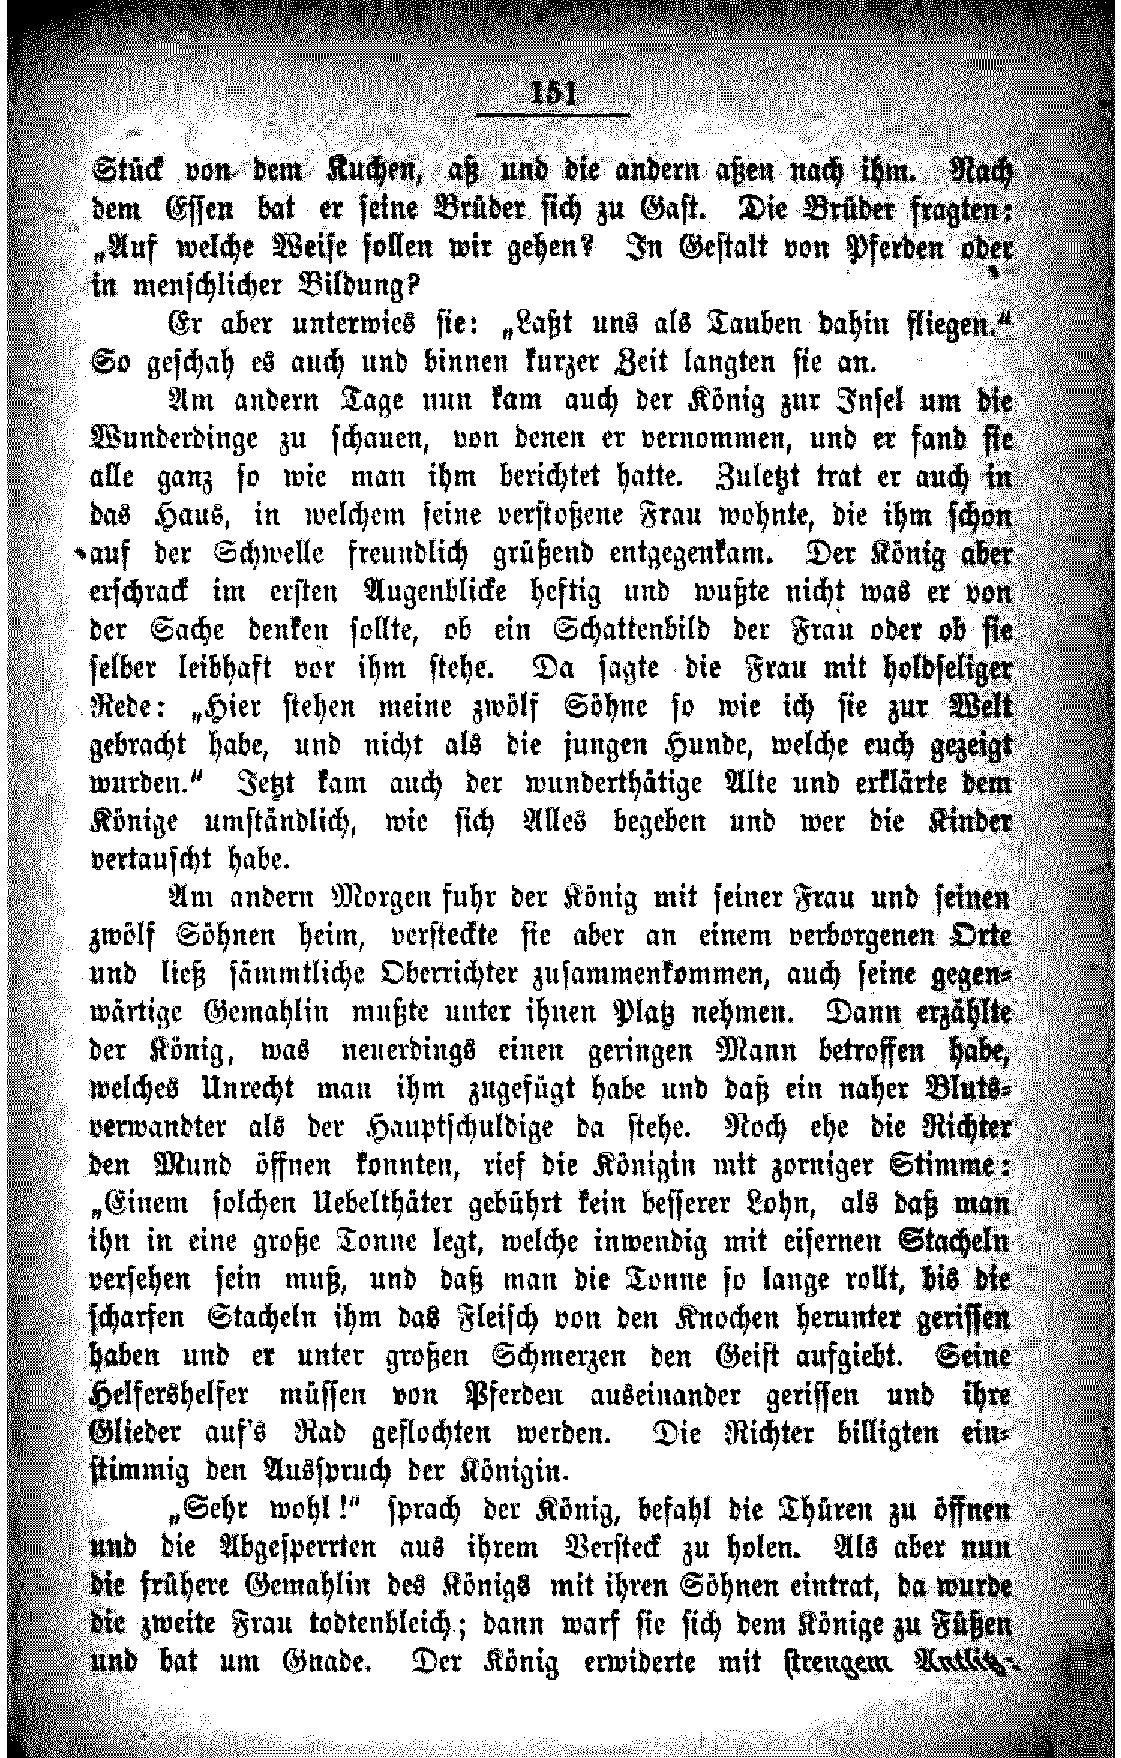 151
Stück von dem Kuchen, aß und die andern aßen nach ihm. Nach
dem Essen bat er seine Brüder sich zu Gast. Die Brüder fragten:
„Auf welche Weise sollen wir gehen? In Gestalt von Pferden oder
in menschlicher Bildung?
Er aber unterwies sie: „Laßt uns als Tauben dahin fliegen.“
So geschah es auch und binnen kurzer Zeit langten sie an.
Am andern Tage nun kam auch der König zur Insel um die
Wunderdinge zu schauen, von denen er vernommen, und er fand sie
alle ganz so wie man ihm berichtet hatte. Zuletzt trat er auch in
das Haus, in welchem seine verstoßene Frau wohnte, die ihm schon
auf der Schwelle freundlich grüßend entgegenkam. Der König aber
erschrack im ersten Augenblicke heftig und wußte nicht was er von
der Sache denken sollte, ob ein Schattenbild der Frau oder ob sie
selber leibhaft vor ihm stehe. Da sagte die Frau mit holdseliger
Rede: „Hier stehen meine zwölf Söhne so wie ich sie zur Welt
gebracht habe, und nicht als die jungen Hunde, welche euch gezeigt
wurden.“ Jetzt kam auch der wunderthätige Alte und erklärte dem
Könige umständlich, wie sich Alles begeben und wer die Kinder
vertauscht habe.
Am andern Morgen fuhr der König mit seiner Frau und seinen
zwölf Söhnen heim, versteckte sie aber an einem verborgenen Orte
und ließ sämmtliche Oberrichter zusammenkommen, auch seine gegen-
wärtige Gemahlin mußte unter ihnen Platz nehmen. Dann erzählte
der König, was neuerdings einen geringen Mann betroffen habe,
welches Unrecht man ihm zugefügt habe und daß ein naher Bluts-
verwandter als der Hauptschuldige da stehe. Noch ehe die Richter
den Mund öffnen konnten, rief die Königin mit zorniger Stimme:
„Einem solchen Uebelthäter gebührt kein besserer Lohn, als daß man
ihn in eine große Tonne legt, welche inwendig mit eisernen Stacheln
versehen sein muß, und daß man die Tonne so lange rollt, bis die
scharfen Stacheln ihm das Fleisch von den Knochen herunter gerissen
haben und er unter großen Schmerzen den Geist aufgiebt. Seine
Helfershelfer müssen von Pferden auseinander gerissen und ihre
Glieder auf's Rad geflochten werden. Die Richter billigten ein-
stimmig den Ausspruch der Königin.
„Sehr wohl!“ sprach der König, befahl die Thüren zu öffnen
und die Abgesperrten aus ihrem Versteck zu holen. Als aber nun
die frühere Gemahlin des Königs mit ihren Söhnen eintrat, da wurde
die zweite Frau todtenbleich; dann warf sie sich dem Könige zu Füßen
und bat um Gnade. Der König erwiderte mit strengem Antlitz: